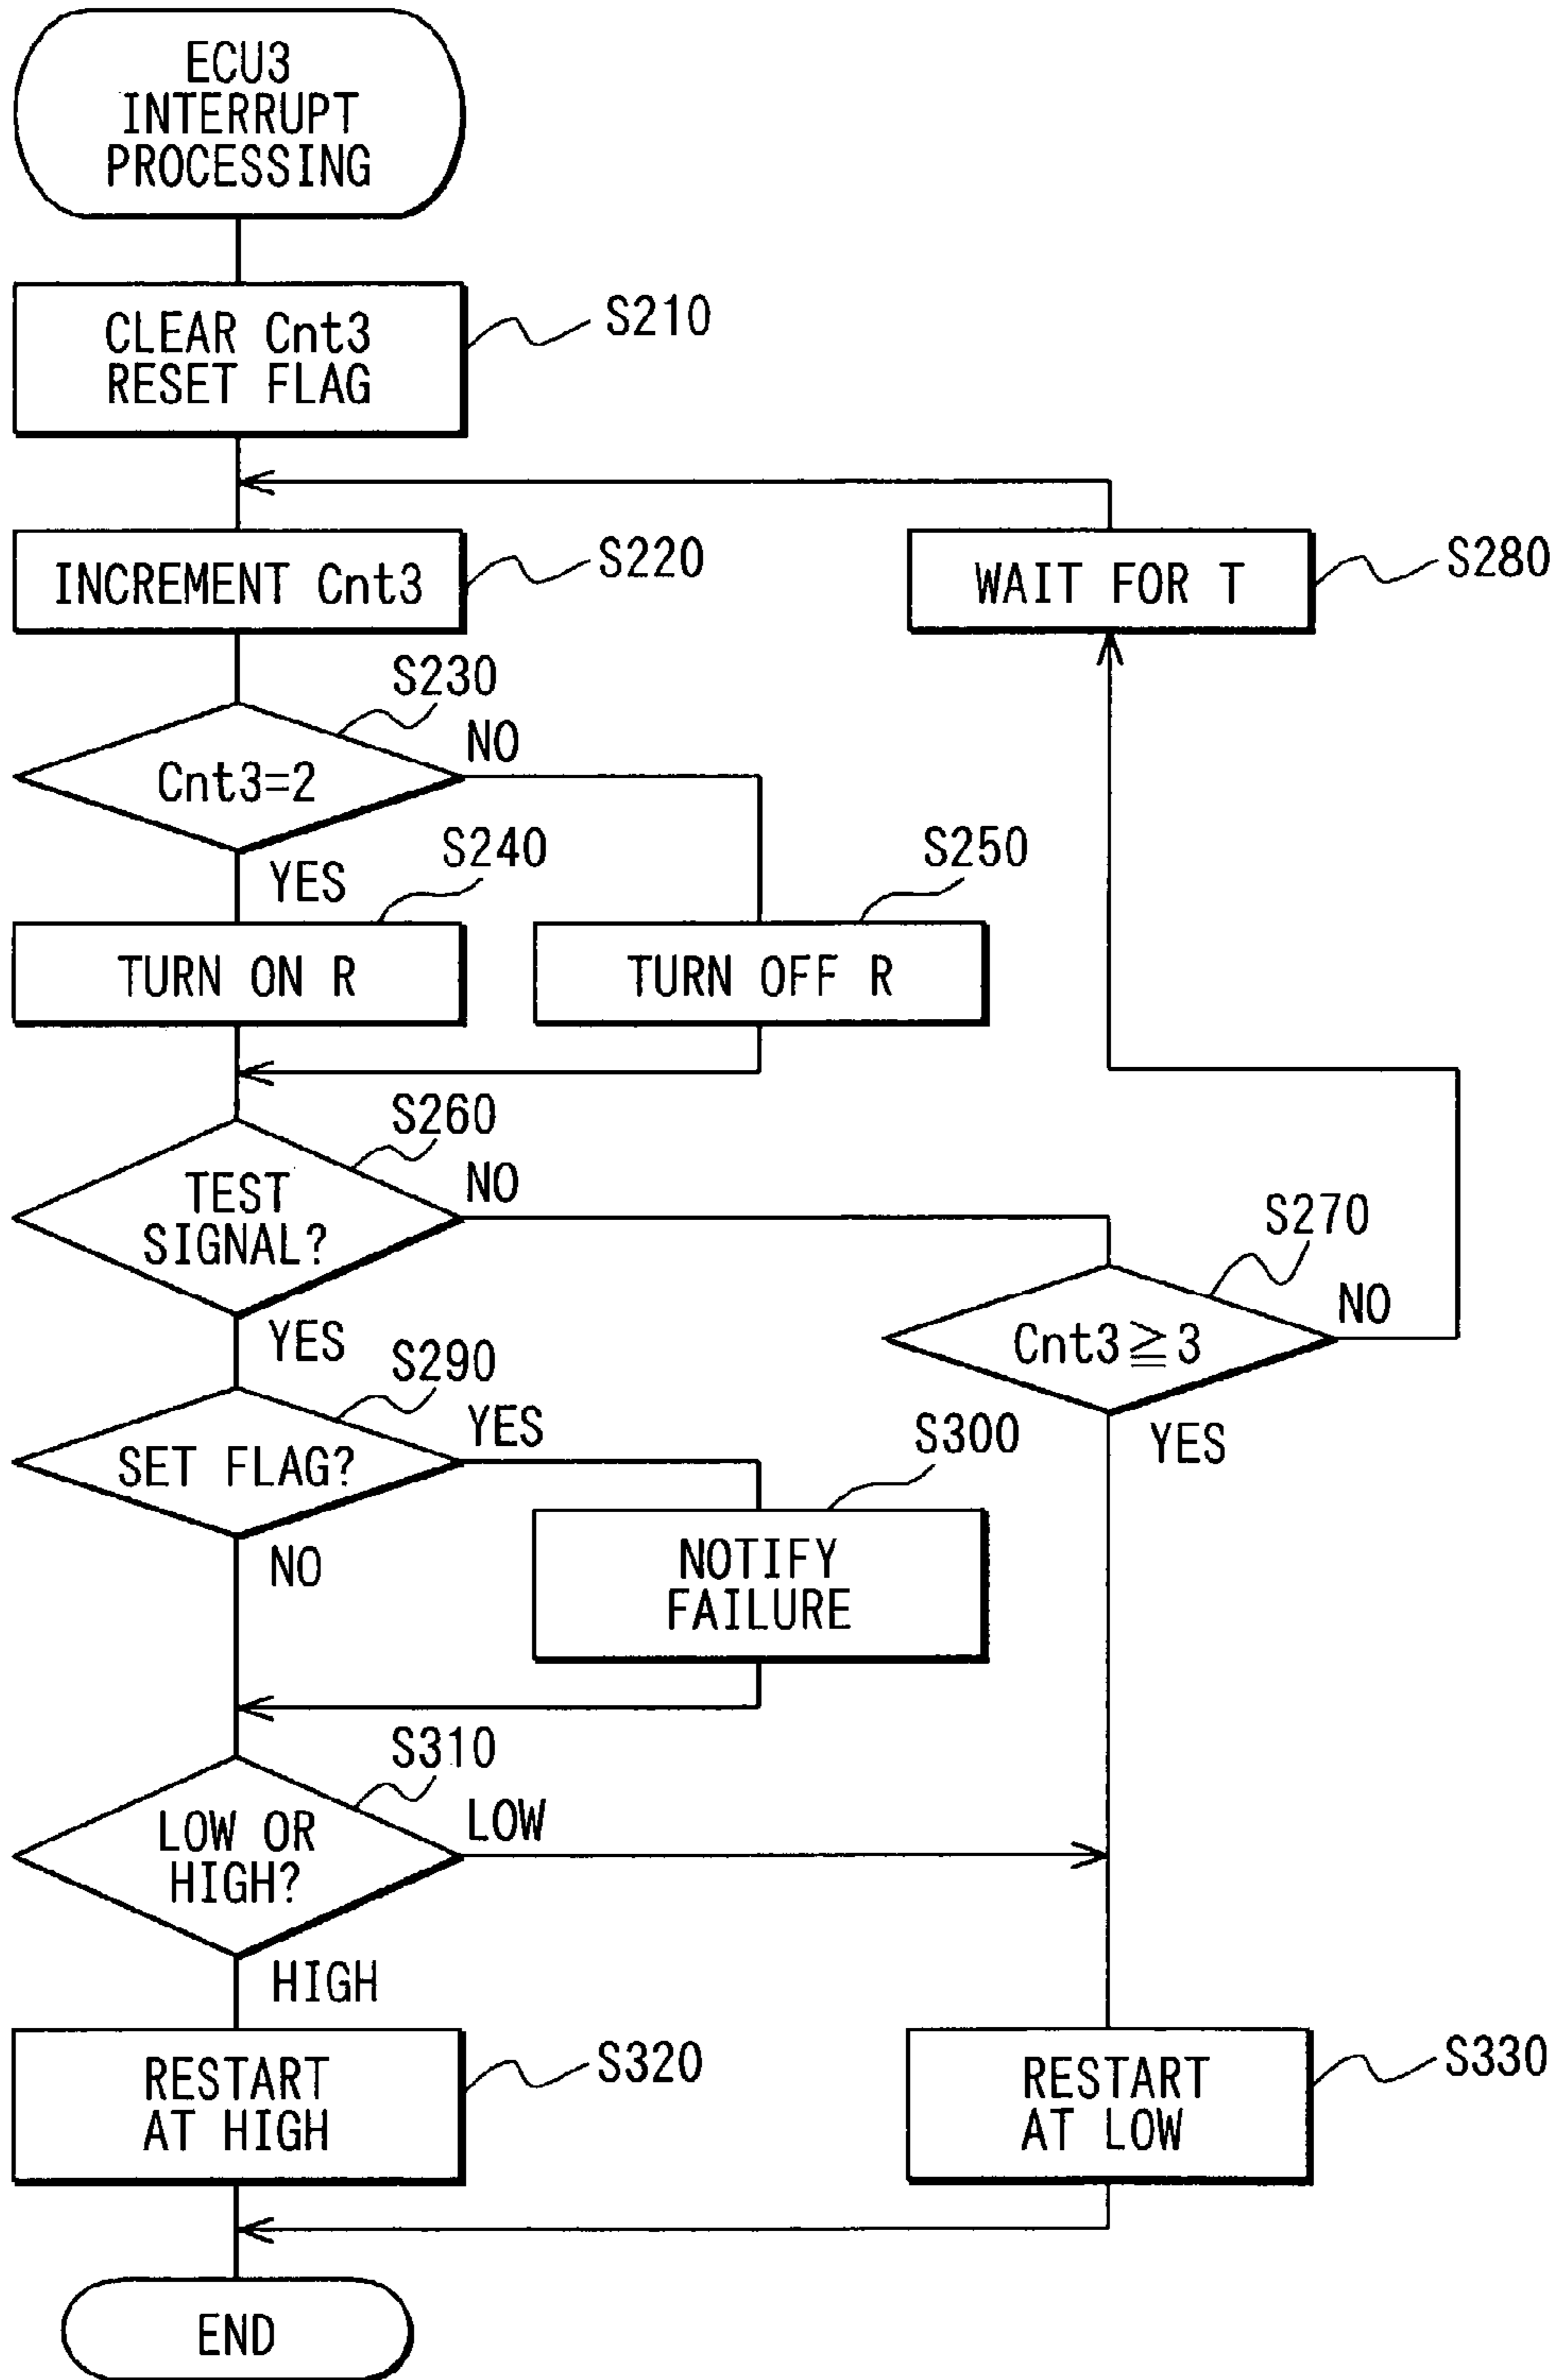 ECU3
INTERRUPT
PROCESSING
CLEAR Cnt3
RESET FLAG
S210
INCREMENT Cnt3
S220
WAIT FOR T
S280
S230
Cnt3=2
NO
YES
S240
S250
TURN ON R
TURN OFF R
S260
TEST
SIGNAL?
NO
YES
S270
Cnt3≧3
NO
YES
S290
SET FLAG?
YES
NO
S300
NOTIFY
FAILURE
S310
LOW OR
HIGH?
LOW
HIGH
RESTART
AT HIGH
S320
RESTART
AT LOW
S330
END